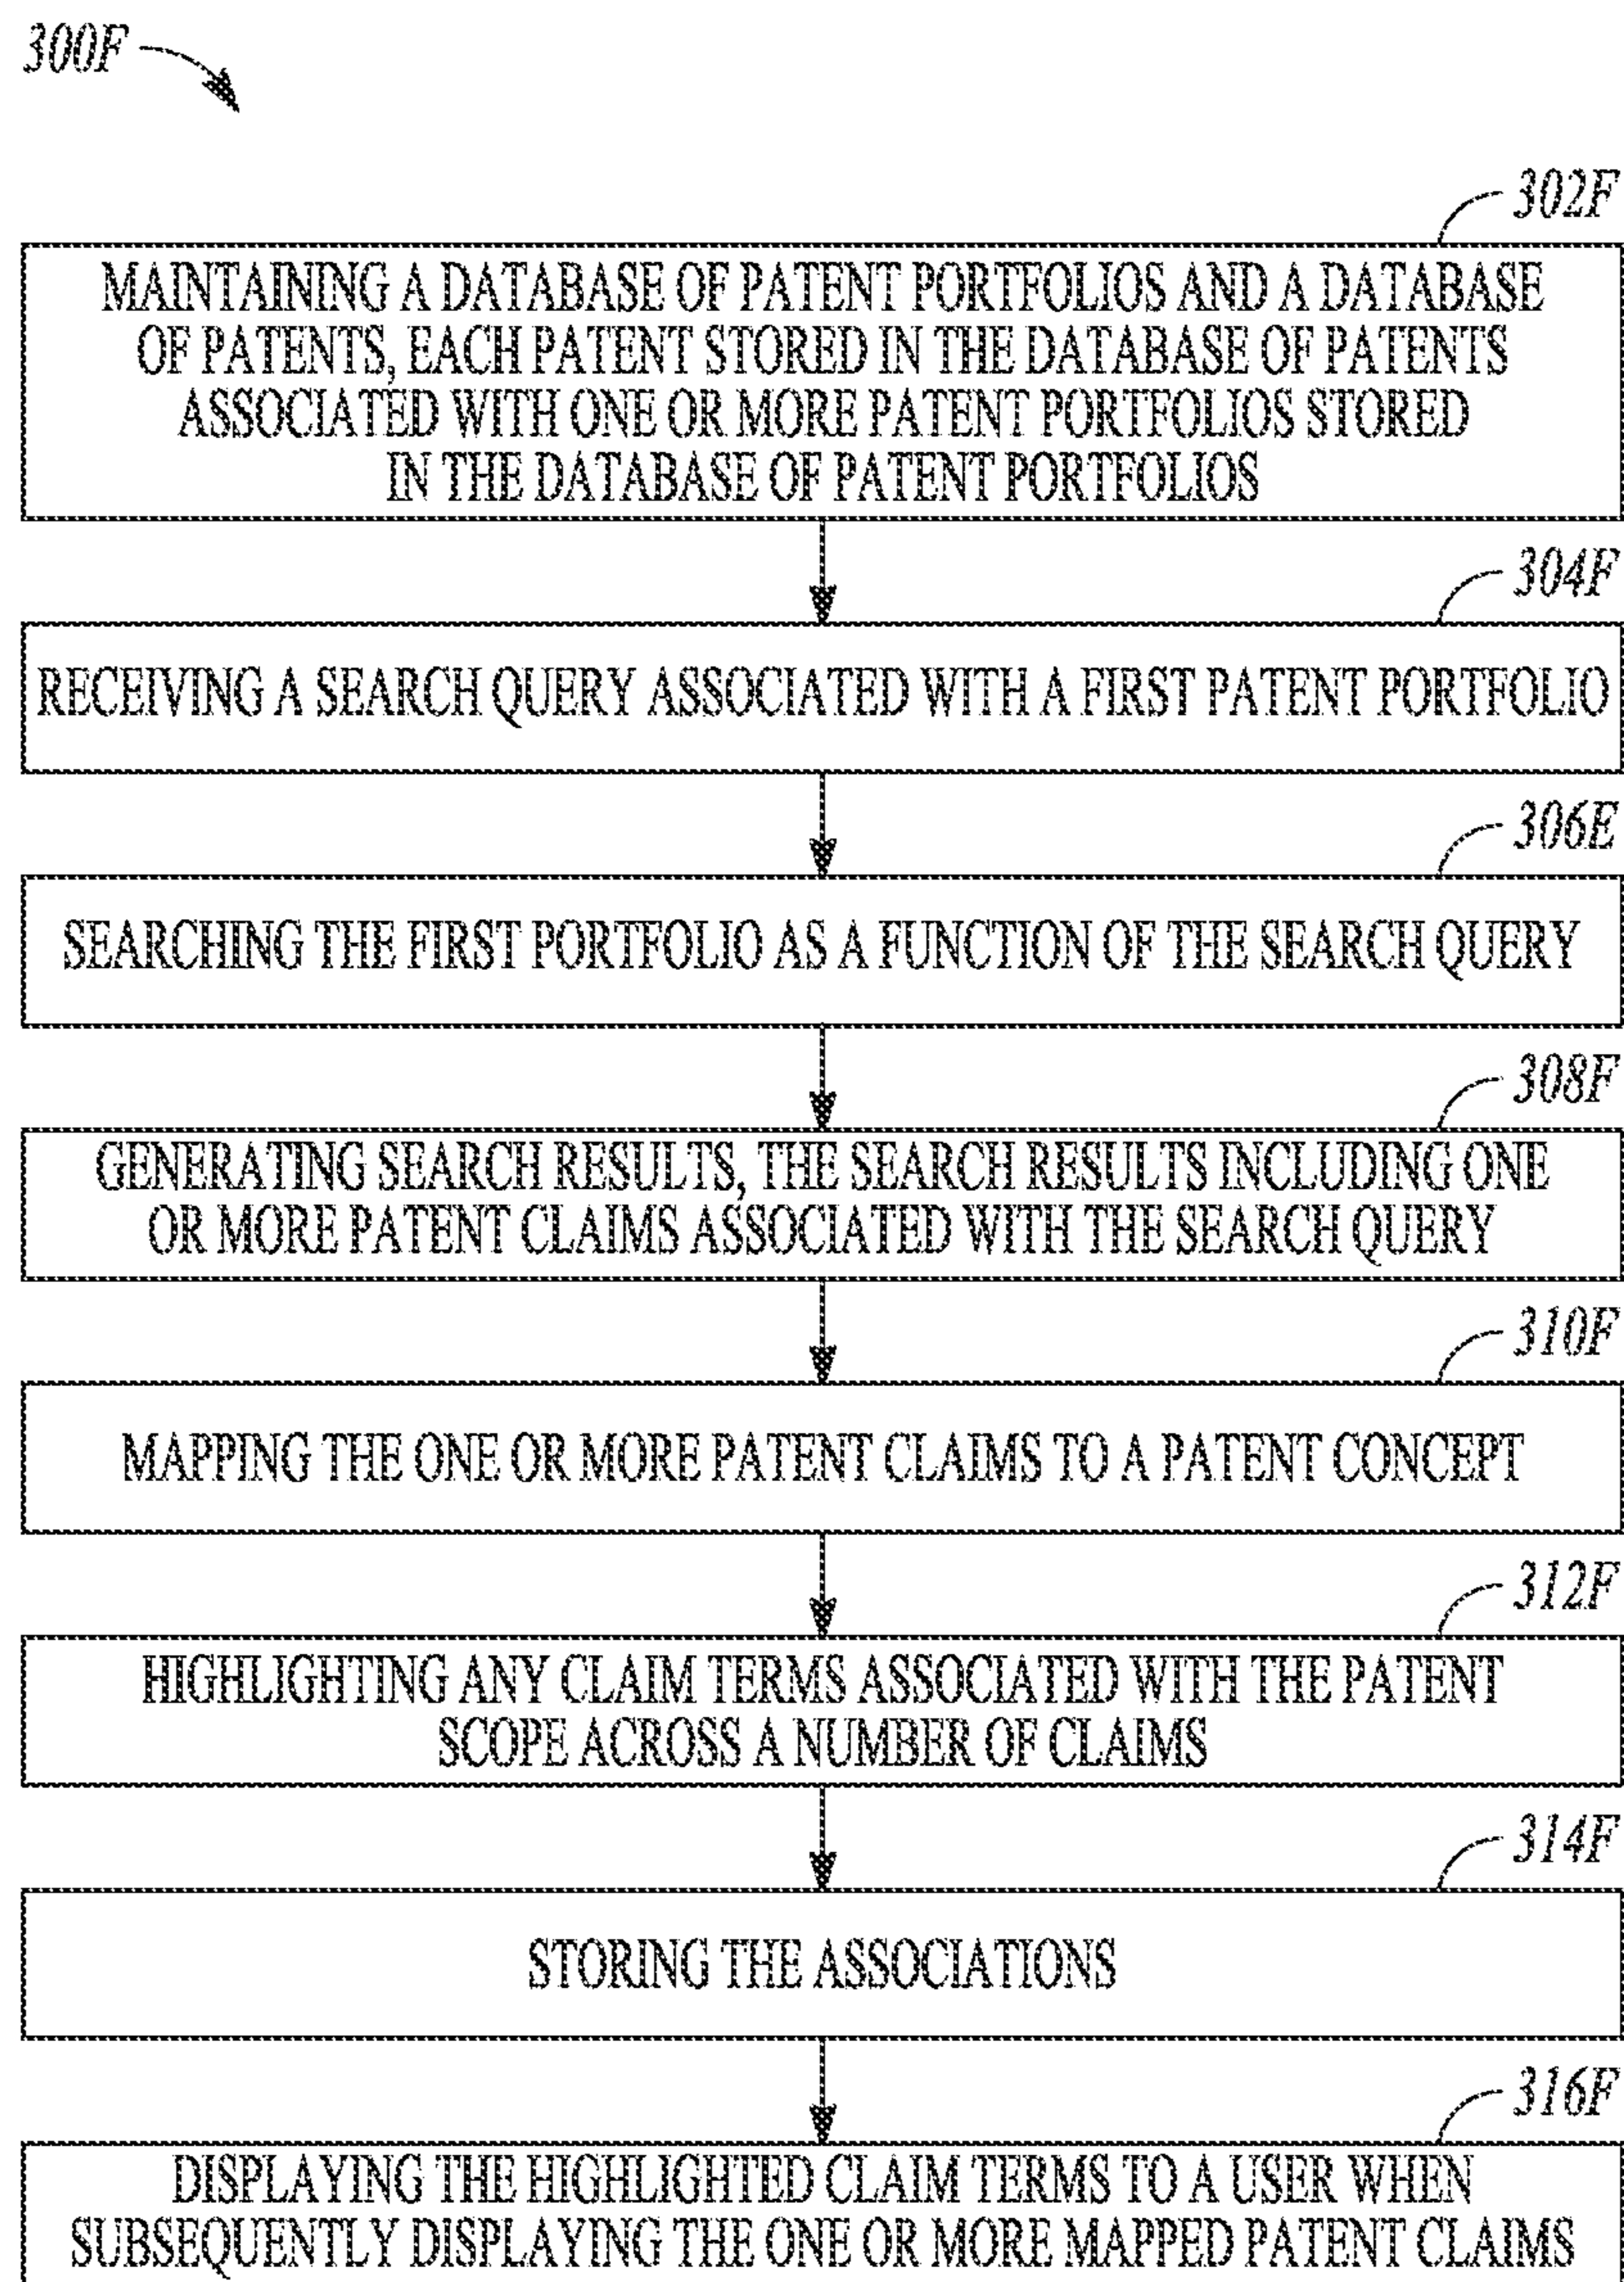 300F
302F
MAINTAINING A DATABASE OF PATENT PORTFOLIOS AND A DATABASE
OF PATENTS, EACH PATENT STORED IN THE DATABASE OF PATENTS
ASSOCIATED WITH ONE OR MORE PATENT PORTFOLIOS STORED
IN THE DATABASE OF PATENT PORTFOLIOS
304F
RECEIVING A SEARCH QUERY ASSOCIATED WITH A FIRST PATENT PORTFOLIO
306E
SEARCHING THE FIRST PORTFOLIO AS A FUNCTION OF THE SEARCH QUERY
308F
GENERATING SEARCH RESULTS, THE SEARCH RESULTS INCLUDING ONE
OR MORE PATENT CLAIMS ASSOCIATED WITH THE SEARCH QUERY
310F
MAPPING THE ONE OR MORE PATENT CLAIMS TO A PATENT CONCEPT
312F
HIGHLIGHTING ANY CLAIM TERMS ASSOCIATED WITH THE PATENT
SCOPE ACROSS A NUMBER OF CLAIMS
314F
STORING THE ASSOCIATIONS
316F
DISPLAYING THE HIGHLIGHTED CLAIM TERMS TO A USER WHEN
SUBSEQUENTLY DISPLAYING THE ONE OR MORE MAPPED PATENT CLAIMS